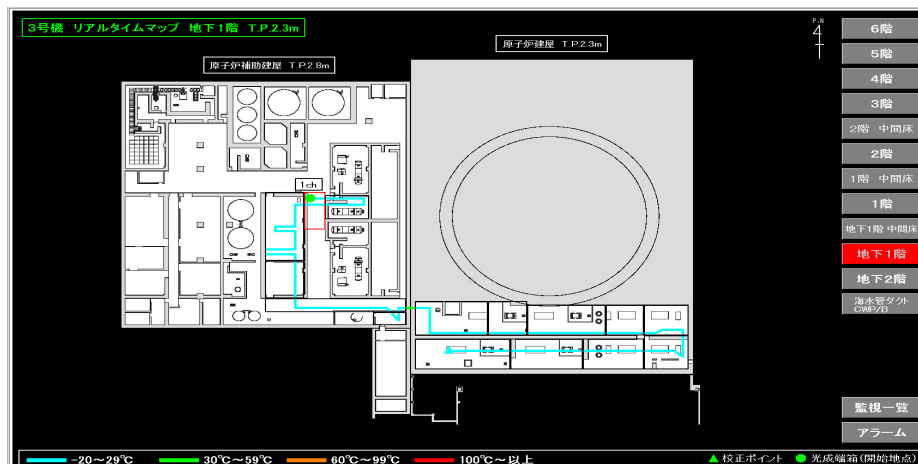 3号機 リアルタイムマップ 地下1階 T.P.2.3m
原子炉建屋 T.P.2.3m
原子炉補助建屋 T.P.2.8m
P.N
1ch
6階
5階
4階
3階
2階 中間床
2階
1階 中間床
1階
地下1階 中間床
地下1階
地下2階
海水管ダクト
CWP/B
監視一覧
アラーム
-20～29℃
30℃～59℃
60℃～99℃
100℃～以上
▲ 校正ポイント
● 光成端箱(開始地点)